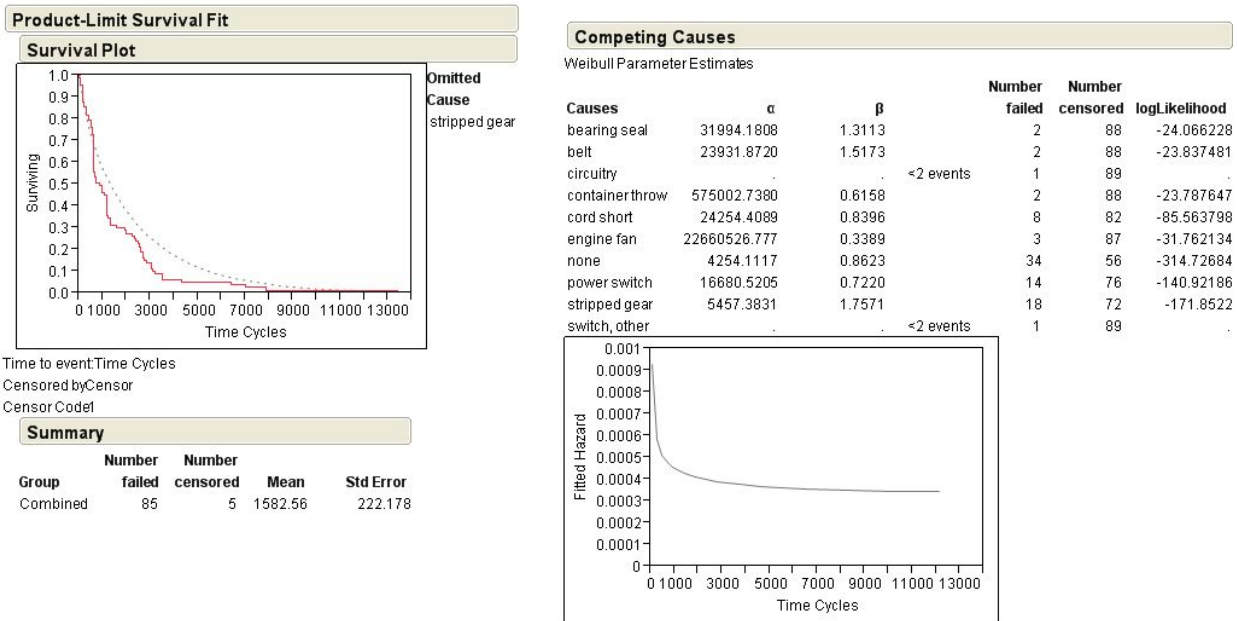 Product-Limit Survival Fit
Survival Plot
1.0
0.9
0.8
0.7
0.6
0.5
0.4
0.3
0.2
0.1
0.0
Surviving
0 1000 3000 5000 7000 9000 11000 13000
Time Cycles
Omitted
Cause
stripped gear
Time to event:Time Cycles
Censored byCensor
Censor Code1
Summary
Number Number
Group failed censored Mean Std Error
Combined 85 5 1582.56 222.178
Competing Causes
Weibull Parameter Estimates
Number Number
Causes α β failed censored logLikelihood
bearing seal 31994.1808 1.3113 2 88 -24.066228
belt 23931.8720 1.5173 2 88 -23.837481
circuitry . . <2 events 1 89 .
container throw 575002.7380 0.6158 2 88 -23.787647
cord short 24254.4089 0.8396 8 82 -85.563798
engine fan 22660526.777 0.3389 3 87 -31.762134
none 4254.1117 0.8623 34 56 -314.72684
power switch 16680.5205 0.7220 14 76 -140.92186
stripped gear 5457.3831 1.7571 18 72 -171.8522
switch, other . . <2 events 1 89 .
0.001
0.0009
0.0008
0.0007
0.0006
0.0005
0.0004
0.0003
0.0002
0.0001
0
Fitted Hazard
0 1000 3000 5000 7000 9000 11000 13000
Time Cycles